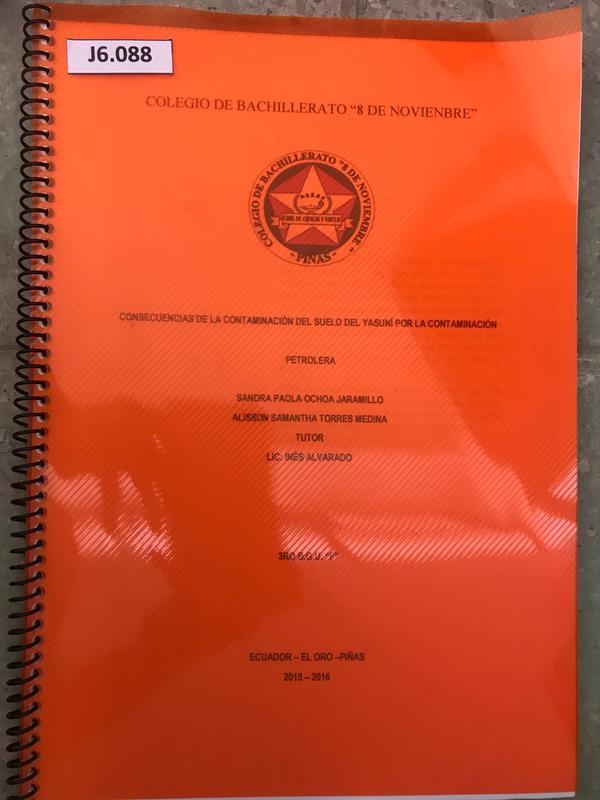 J6.088
COLEGIO DE BACHILLERATO “8 DE NOVIENBRE”
COLEGIO DE BACHILLERATO "8 DE NOVIEMBRE"
- PIÑAS -
CONSECUENCIAS DE LA CONTAMINACIÓN DEL SUELO DEL YASUNÍ POR LA CONTAMINACIÓN
PETROLERA
SANDRA PAOLA OCHOA JARAMILLO
ALISSON SAMANTHA TORRES MEDINA
TUTOR
LIC. INÉS ALVARADO
3RO B.G.U.
ECUADOR – EL ORO –PIÑAS
2015 – 2016